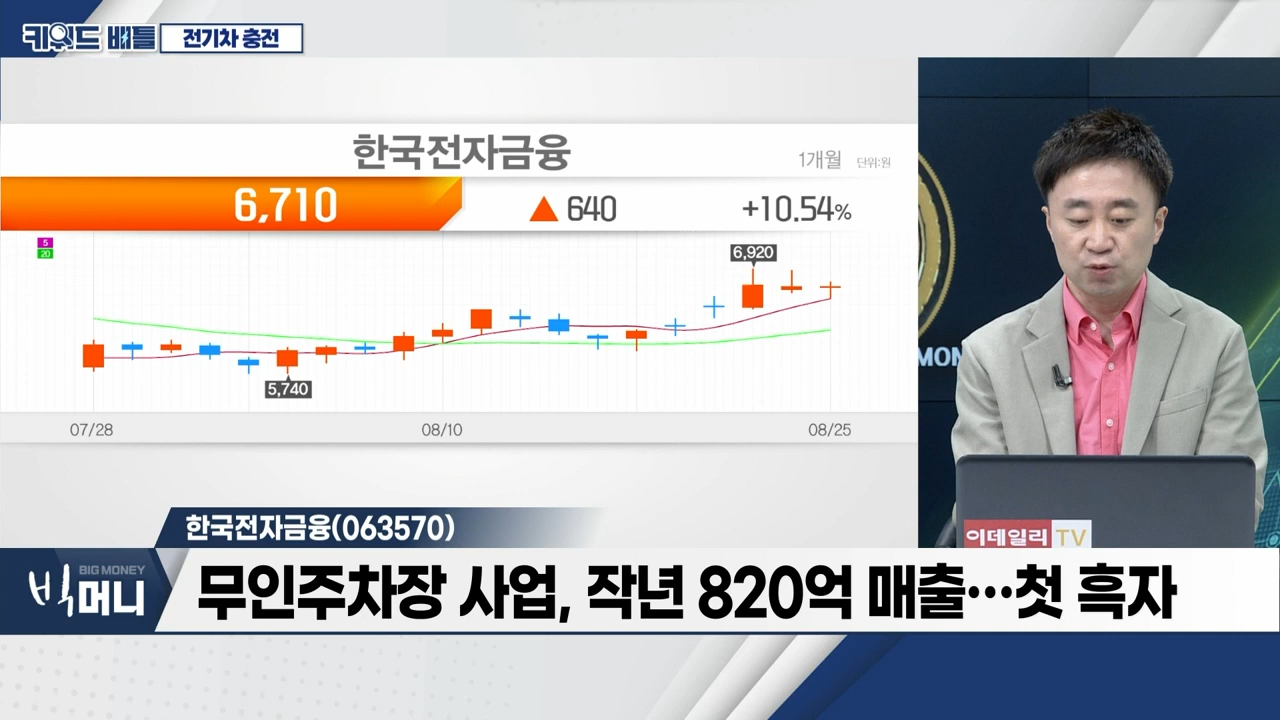 키워드 배틀
전기차 충전
한국전자금융
1개월 단위:원
6,710 ▲ 640 +10.54%
5
20
6,920
5,740
07/28 08/10 08/25
MON
이데일리 TV
한국전자금융(063570)
BIG MONEY
빅머니
무인주차장 사업, 작년 820억 매출…첫 흑자